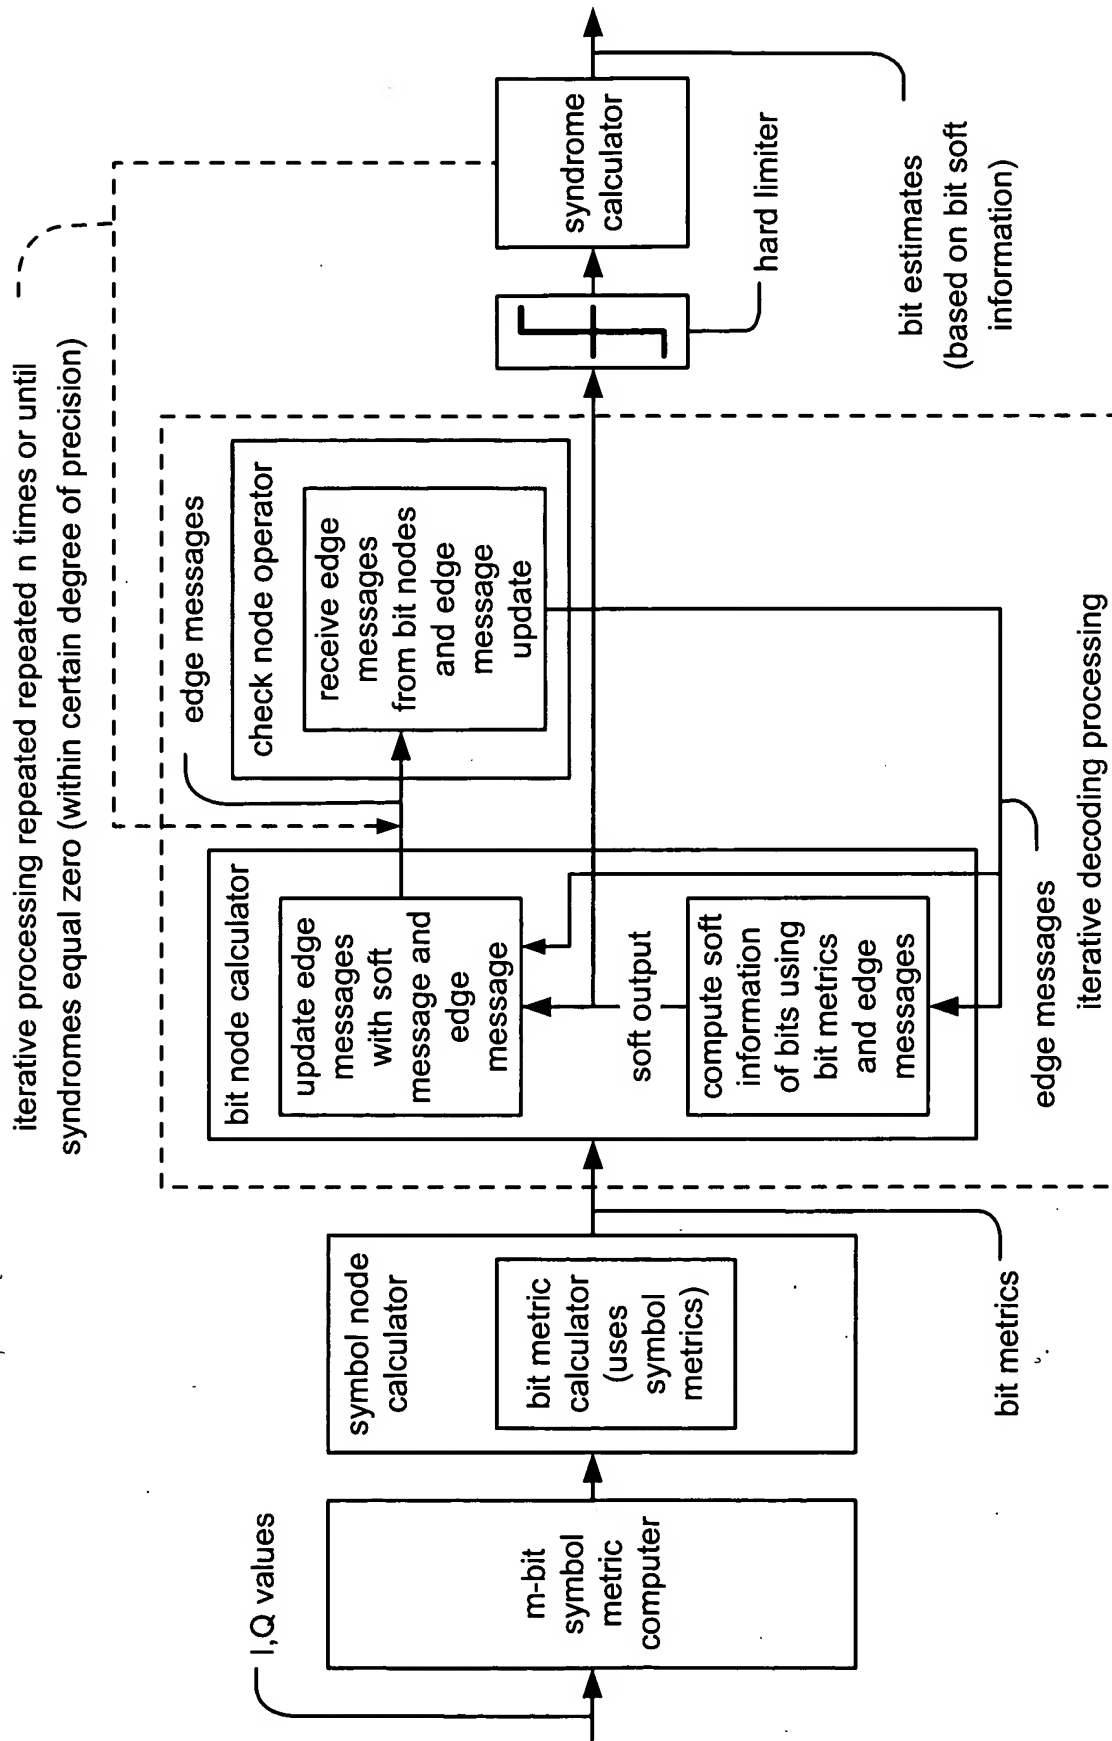 iterative processing repeated repeated n times or until
syndromes equal zero (within certain degree of precision)
I,Q values
m-bit
symbol
metric
computer
symbol node
calculator
bit metric
calculator
(uses
symbol
metrics)
bit metrics
bit node calculator
update edge
messages
with soft
message and
edge
message
soft output
compute soft
information
of bits using
bit metrics
and edge
messages
edge messages
check node operator
receive edge
messages
from bit nodes
and edge
message
update
edge messages
iterative decoding processing
hard limiter
syndrome
calculator
bit estimates
(based on bit soft
information)